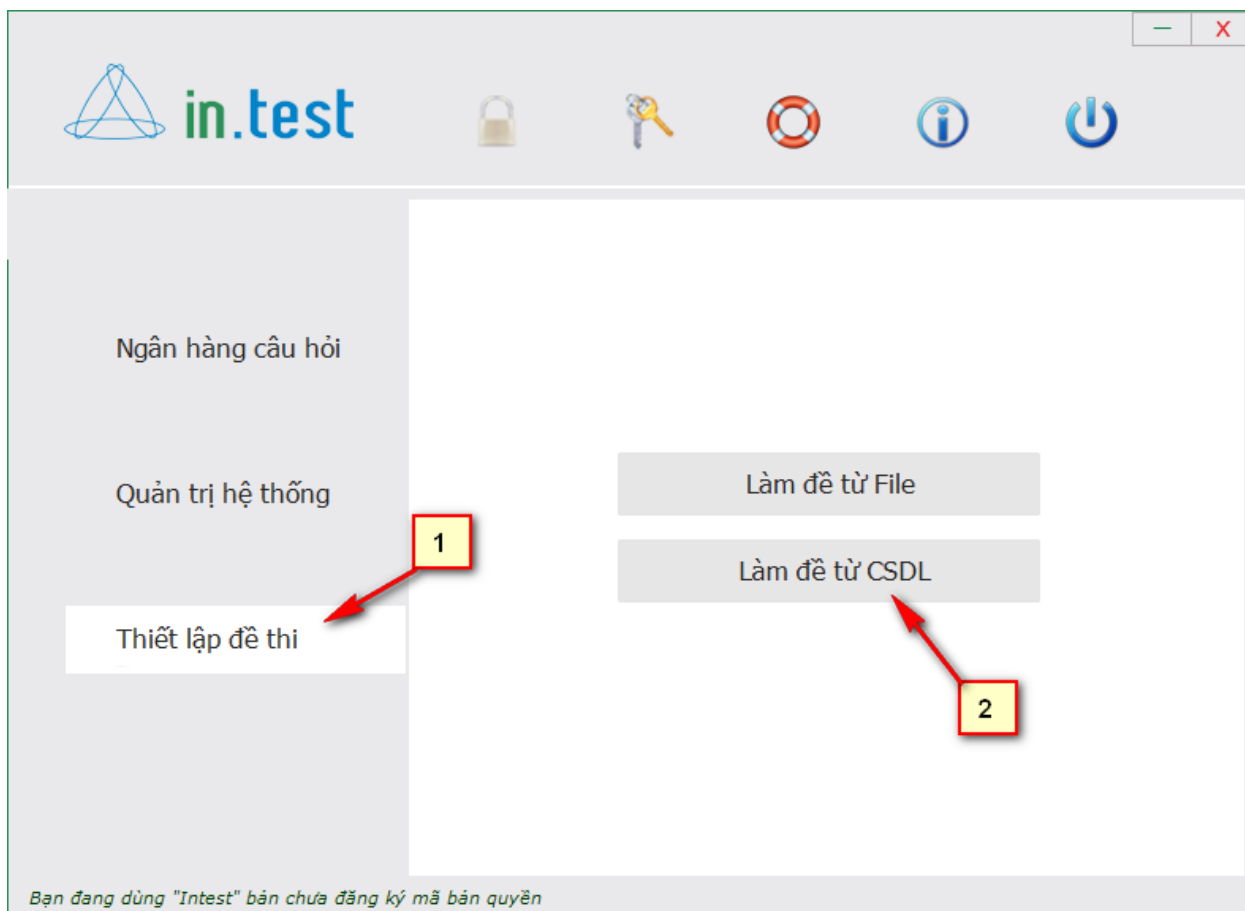 in.test
Ngân hàng câu hỏi
Quản trị hệ thống
Thiết lập đề thi
Làm đề từ File
Làm đề từ CSDL
1
2
Bạn đang dùng "Intest" bản chưa đăng ký mã bản quyền